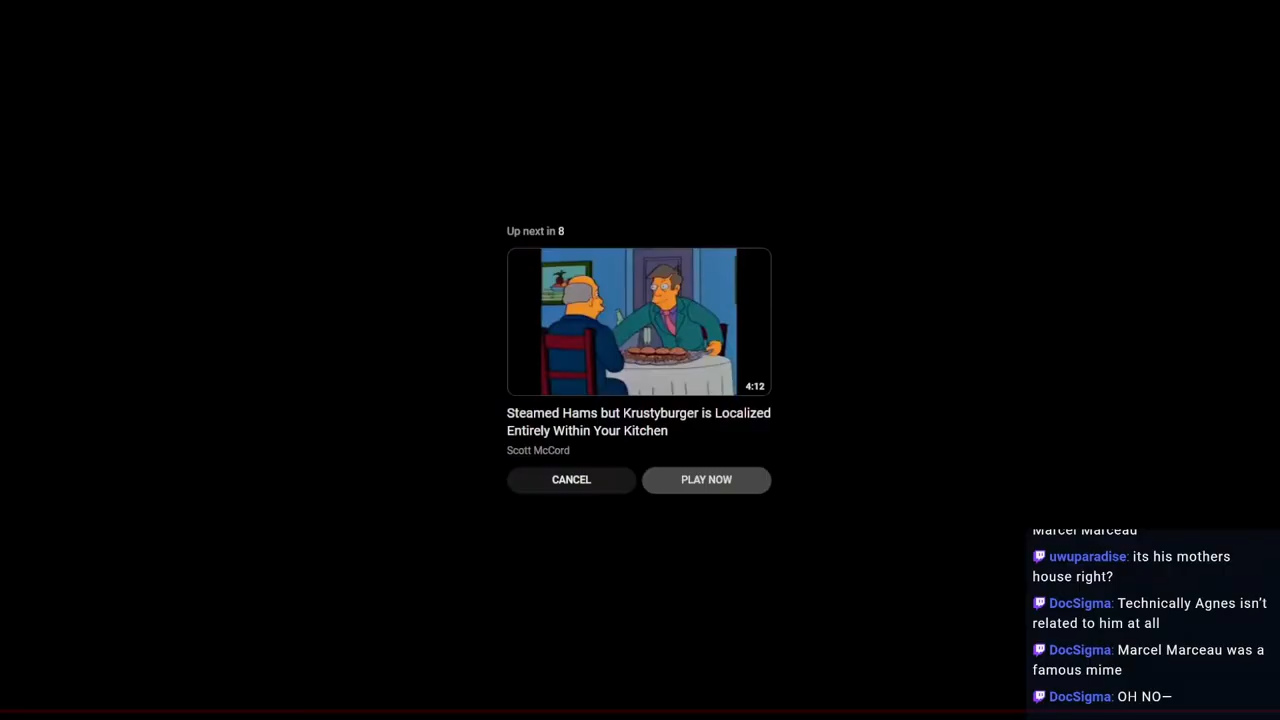 Up next in 8
4:12
Steamed Hams but Krustyburger is Localized
Entirely Within Your Kitchen
Scott McCord
CANCEL
PLAY NOW
Marcel Marceau
uwuparadise: its his mothers
house right?
DocSigma: Technically Agnes isn't
related to him at all
DocSigma: Marcel Marceau was a
famous mime
DocSigma: OH NO—